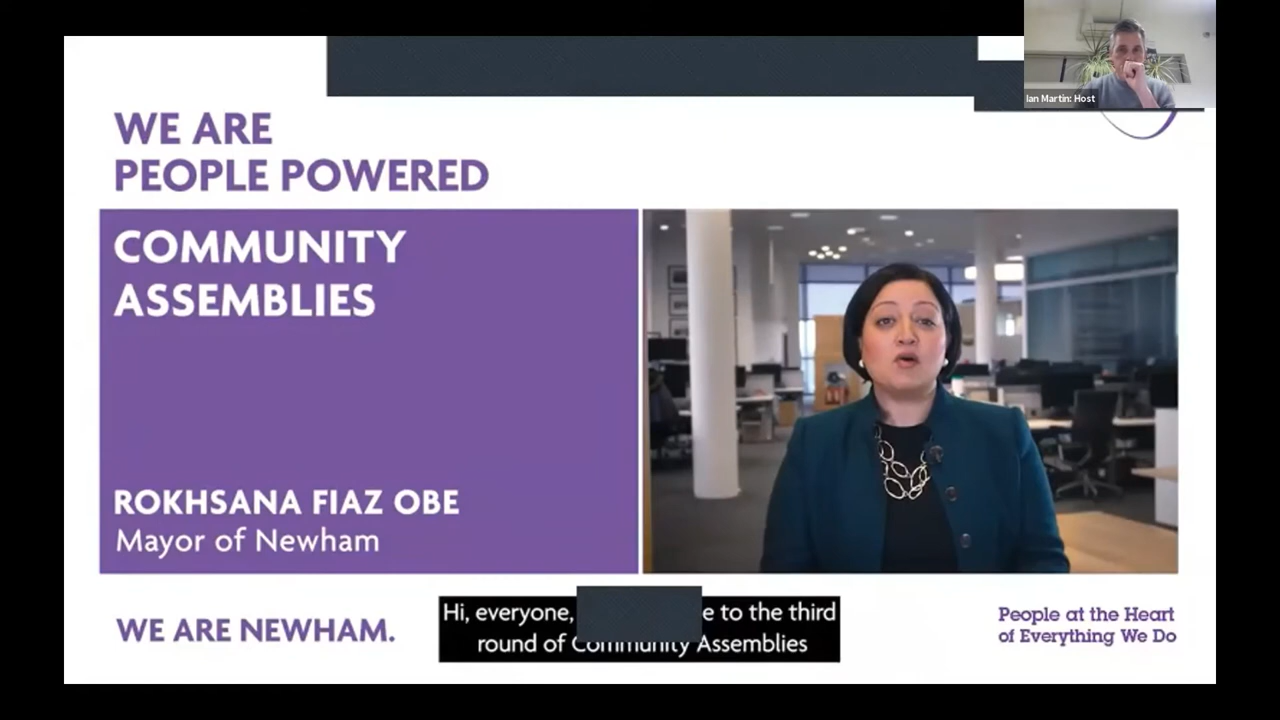 Ian Martin: Host
WE ARE
PEOPLE POWERED
COMMUNITY
ASSEMBLIES
ROKHSANA FIAZ OBE
Mayor of Newham
WE ARE NEWHAM.
Hi, everyone, to the third
round of Community Assemblies
People at the Heart
of Everything We Do